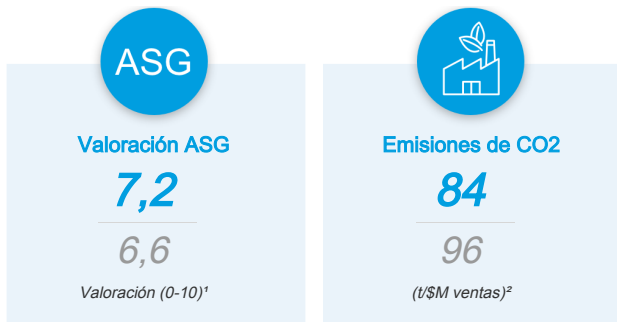 ASG
Valoración ASG
7,2
6,6
Valoración (0-10)¹
Emisiones de CO2
84
96
(t/$M ventas)²